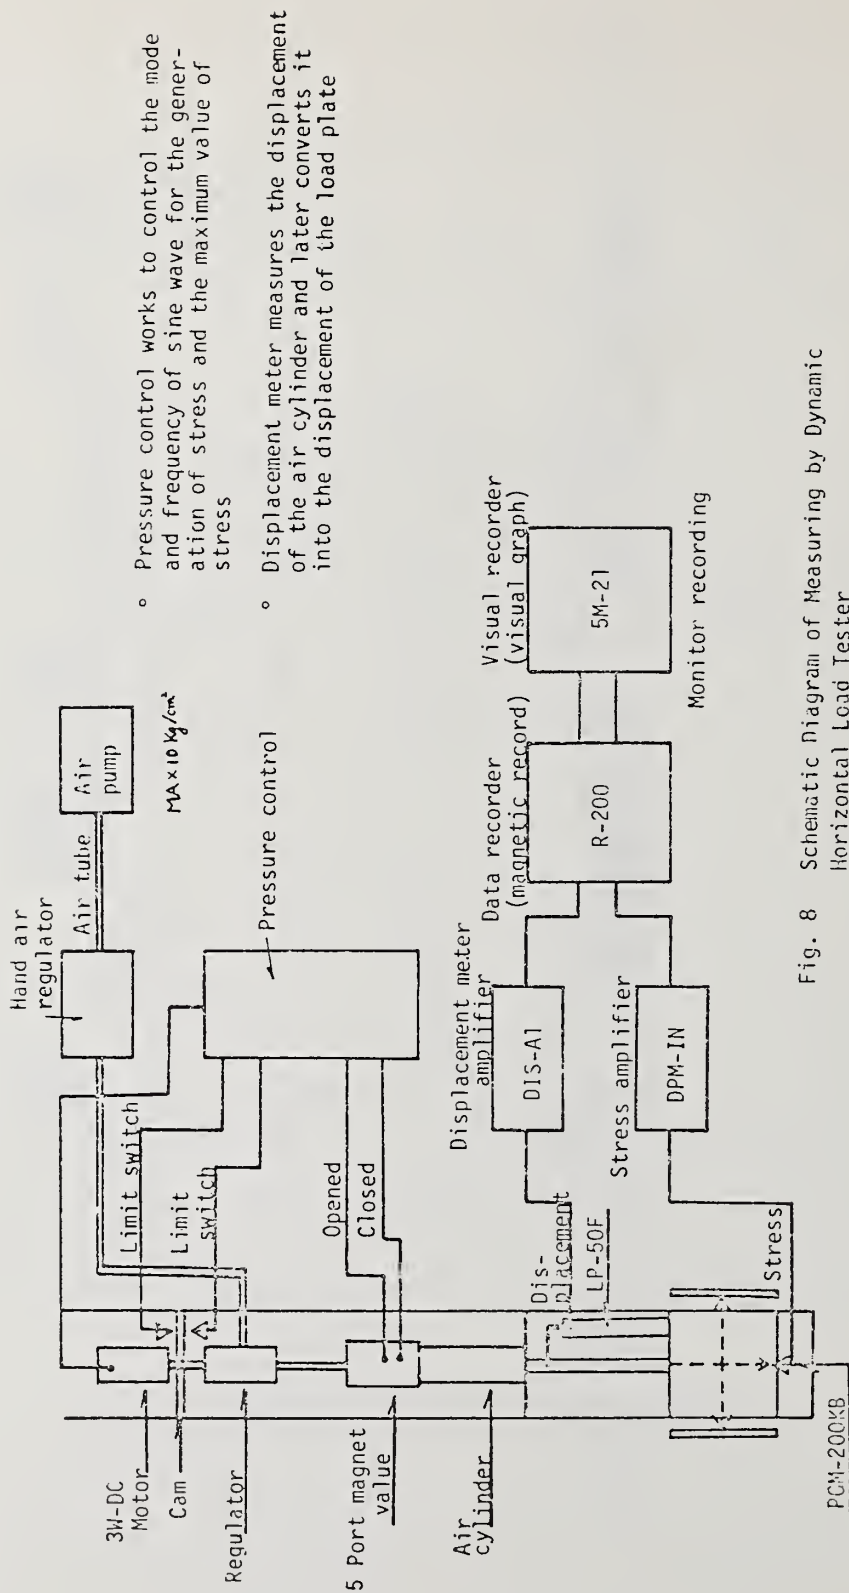 Hand air
regulator
Air tube
Air
pump
MAX 10 Kg/cm²
Pressure control
Limit switch
Limit
switch
Opened
Closed
3W-DC
Motor
Cam
Regulator
5 Port magnet
value
Air
cylinder
Dis-
placement
LP-50F
Stress
PCM-200KB
Displacement meter
amplifier
DIS-A1
Stress amplifier
DPM-IN
Data recorder
(magnetic record)
R-200
Visual recorder
(visual graph)
5M-21
Monitor recording
° Pressure control works to control the mode
and frequency of sine wave for the gener-
ation of stress and the maximum value of
stress
° Displacement meter measures the displacement
of the air cylinder and later converts it
into the displacement of the load plate
Fig. 8 Schematic Diagram of Measuring by Dynamic
Horizontal Load Tester